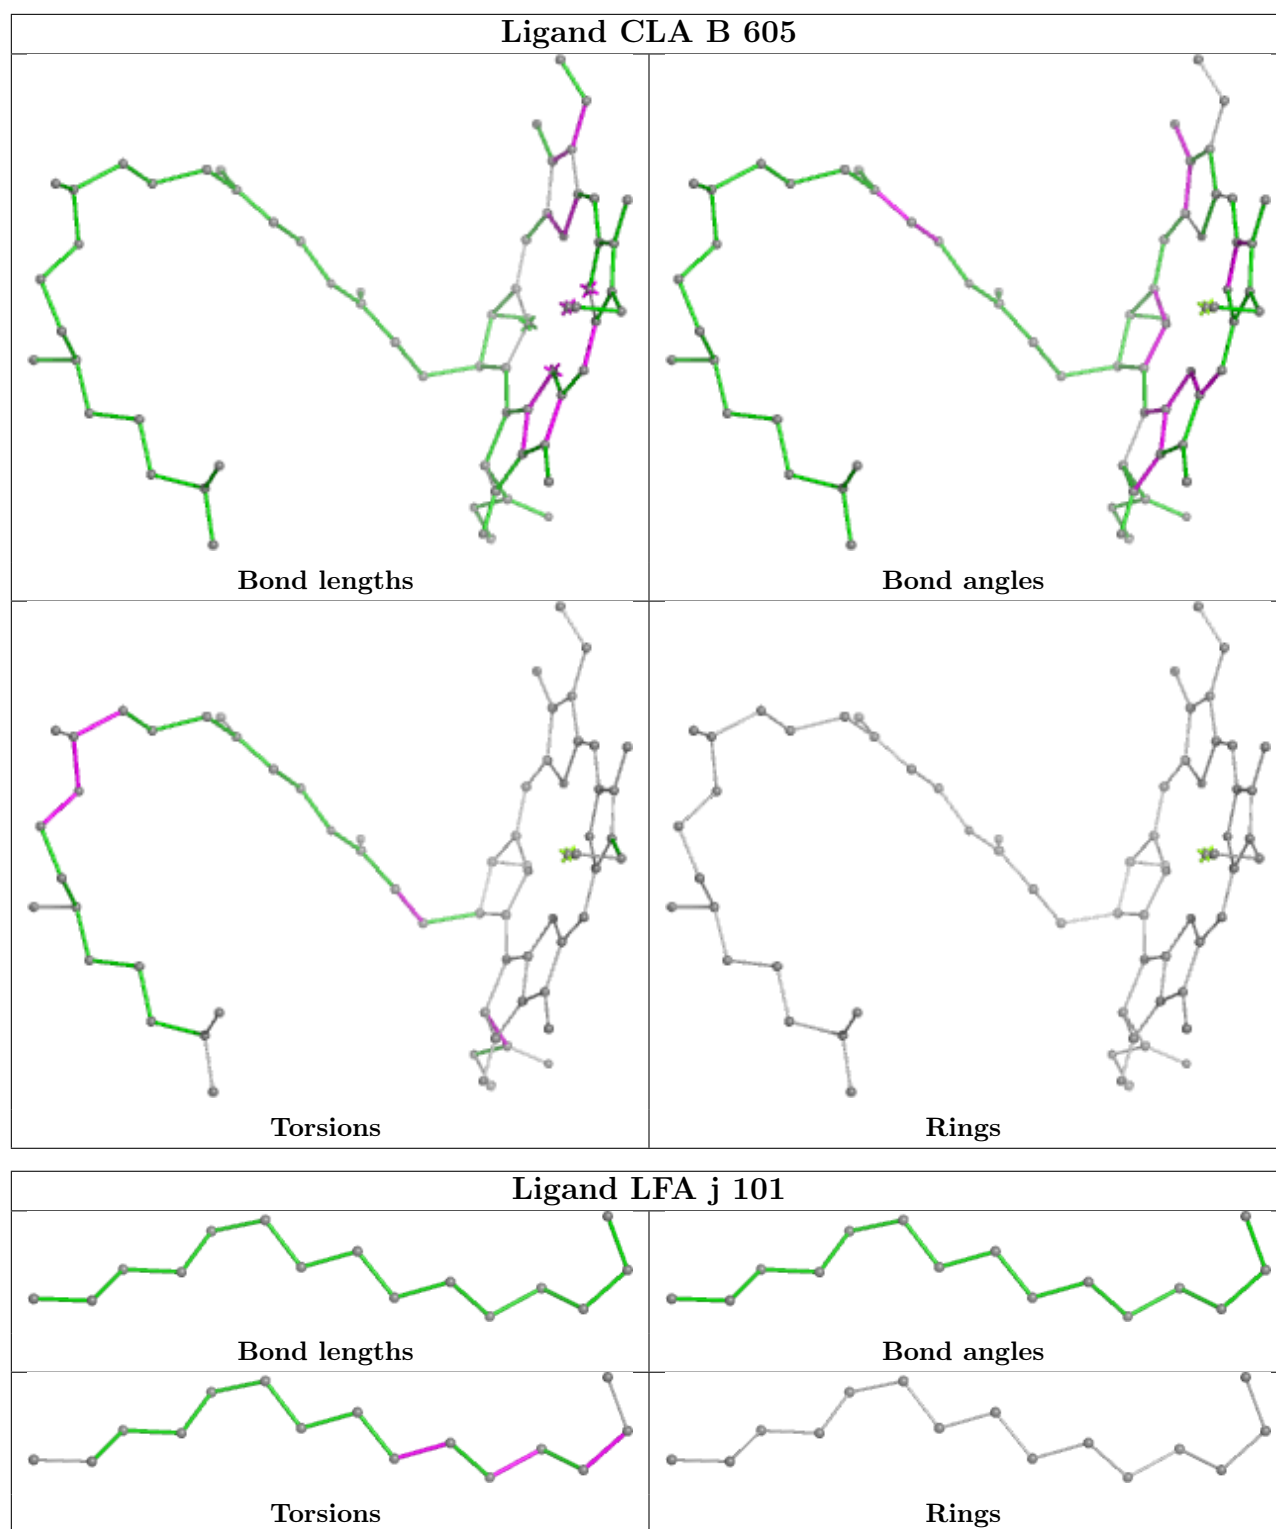 Ligand CLA B 605
Bond lengths
Bond angles
Torsions
Rings
Ligand LFA j 101
Bond lengths
Bond angles
Torsions
Rings